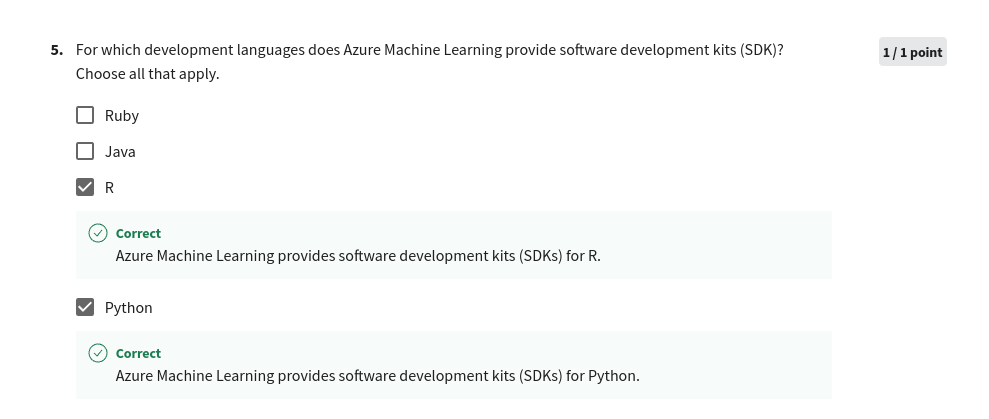 5. For which development languages does Azure Machine Learning provide software development kits (SDK)?
1 / 1 point
Choose all that apply.
Ruby
Java
R
Correct
Azure Machine Learning provides software development kits (SDKs) for R.
Python
Correct
Azure Machine Learning provides software development kits (SDKs) for Python.